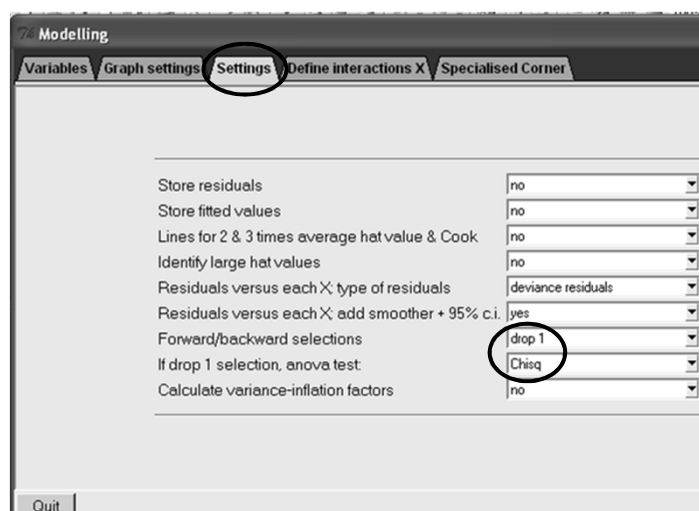 Modelling
Variables Graph settings Settings Define interactions X Specialised Corner
Store residuals no
Store fitted values no
Lines for 2 & 3 times average hat value & Cook no
Identify large hat values no
Residuals versus each X; type of residuals deviance residuals
Residuals versus each X; add smoother + 95% c.i. yes
Forward/backward selections drop 1
If drop 1 selection, anova test: Chisq
Calculate variance-inflation factors no
Quit